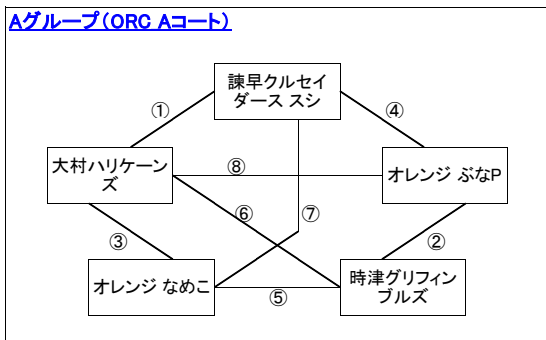 Aグループ（ORC Aコート）
諫早クルセイ
ダース スシ
①
④
大村ハリケーン
ズ
⑧
オレンジ ぶなP
⑥
⑦
③
②
オレンジ なめこ
⑤
時津グリフィン
ブルズ